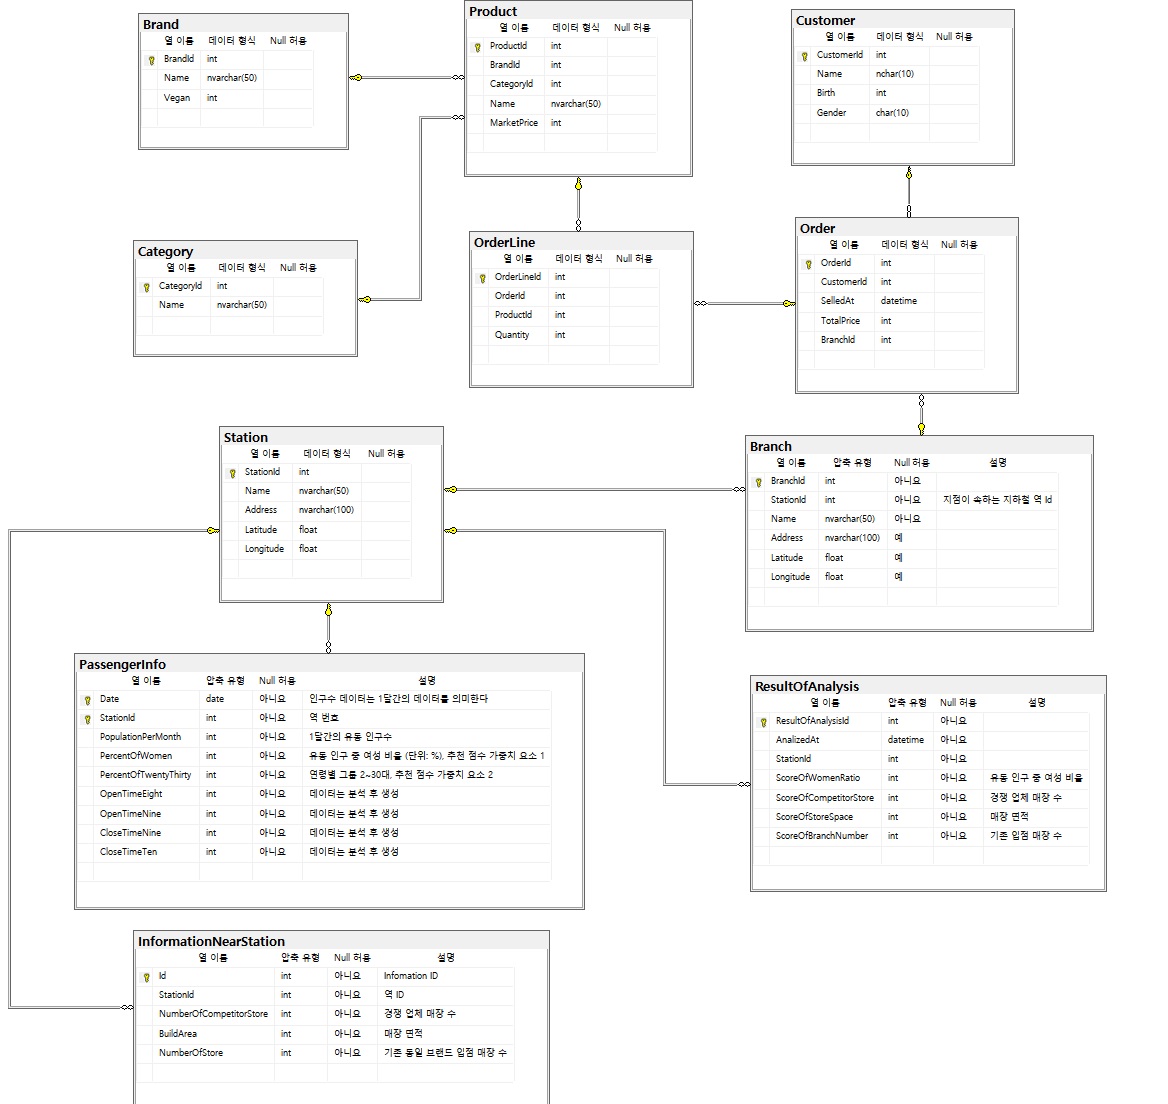 Brand
열 이름 데이터 형식 Null 허용
BrandId int
Name nvarchar(50)
Vegan int
Product
열 이름 데이터 형식 Null 허용
ProductId int
BrandId int
CategoryId int
Name nvarchar(50)
MarketPrice int
Customer
열 이름 데이터 형식 Null 허용
CustomerId int
Name nchar(10)
Birth int
Gender char(10)
Category
열 이름 데이터 형식 Null 허용
CategoryId int
Name nvarchar(50)
OrderLine
열 이름 데이터 형식 Null 허용
OrderLineId int
OrderId int
ProductId int
Quantity int
Order
열 이름 데이터 형식 Null 허용
OrderId int
CustomerId int
SelledAt datetime
TotalPrice int
BranchId int
Station
열 이름 데이터 형식 Null 허용
StationId int
Name nvarchar(50)
Address nvarchar(100)
Latitude float
Longitude float
Branch
열 이름 압축 유형 Null 허용 설명
BranchId int 아니요
StationId int 아니요 지점이 속하는 지하철 역 Id
Name nvarchar(50) 아니요
Address nvarchar(100) 예
Latitude float 예
Longitude float 예
PassengerInfo
열 이름 압축 유형 Null 허용 설명
Date date 아니요 인구수 데이터는 1달간의 데이터를 의미한다
StationId int 아니요 역 번호
PopulationPerMonth int 아니요 1달간의 유동 인구수
PercentOfWomen int 아니요 유동 인구 중 여성 비율 (단위: %), 추천 점수 가중치 요소 1
PercentOfTwentyThirty int 아니요 연령별 그룹 2~30대, 추천 점수 가중치 요소 2
OpenTimeEight int 아니요 데이터는 분석 후 생성
OpenTimeNine int 아니요 데이터는 분석 후 생성
CloseTimeNine int 아니요 데이터는 분석 후 생성
CloseTimeTen int 아니요 데이터는 분석 후 생성
ResultOfAnalysis
열 이름 압축 유형 Null 허용 설명
ResultOfAnalysisId int 아니요
AnalizedAt datetime 아니요
StationId int 아니요
ScoreOfWomenRatio int 아니요 유동 인구 중 여성 비율
ScoreOfCompetitorStore int 아니요 경쟁 업체 매장 수
ScoreOfStoreSpace int 아니요 매장 면적
ScoreOfBranchNumber int 아니요 기존 입점 매장 수
InformationNearStation
열 이름 압축 유형 Null 허용 설명
Id int 아니요 Infomation ID
StationId int 아니요 역 ID
NumberOfCompetitorStore int 아니요 경쟁 업체 매장 수
BuildArea int 아니요 매장 면적
NumberOfStore int 아니요 기존 동일 브랜드 입점 매장 수